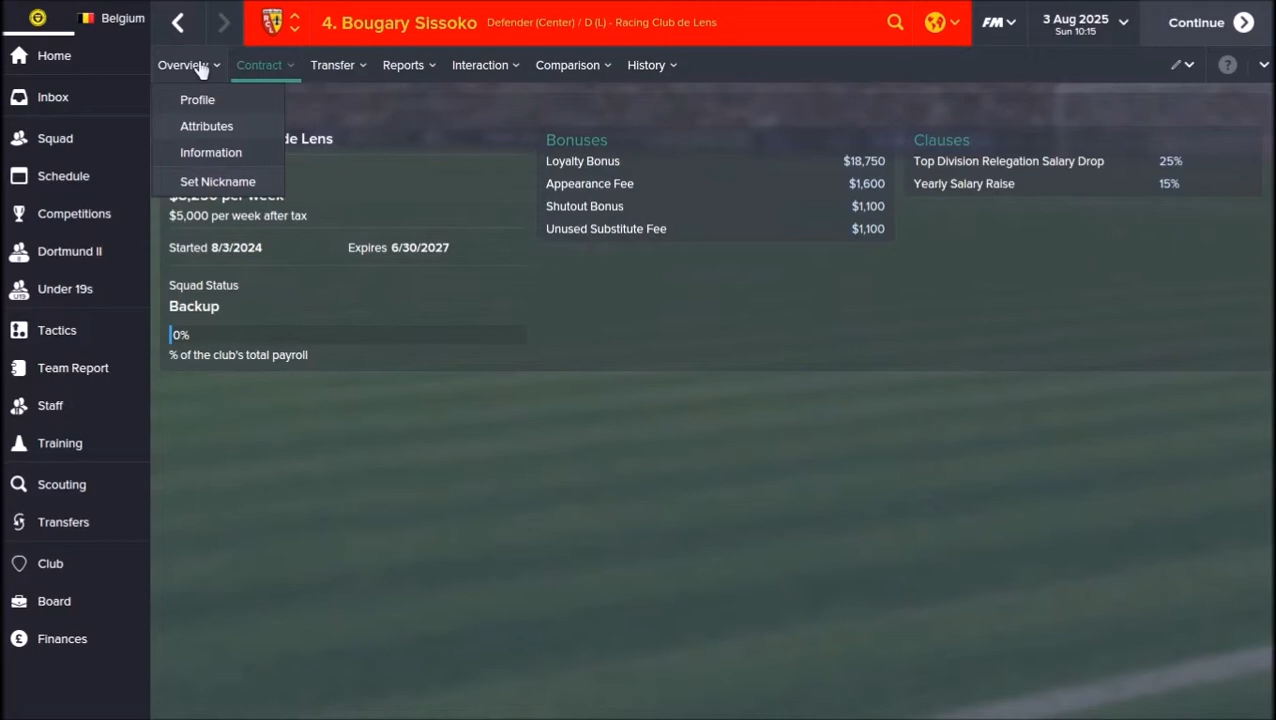 Belgium
4. Bougary Sissoko Defender (Center) / D (L) - Racing Club de Lens
FM
3 Aug 2025
Sun 10:15
Continue
Home
Inbox
Squad
Schedule
Competitions
Dortmund II
Under 19s
U19
Tactics
Team Report
Staff
Training
Scouting
Transfers
Club
Board
Finances
Overview Contract Transfer Reports Interaction Comparison History
Profile
Attributes
Information
Set Nickname
de Lens
per week
$5,000 per week after tax
Started 8/3/2024 Expires 6/30/2027
Squad Status
Backup
0%
% of the club's total payroll
Bonuses
Loyalty Bonus $18,750
Appearance Fee $1,600
Shutout Bonus $1,100
Unused Substitute Fee $1,100
Clauses
Top Division Relegation Salary Drop 25%
Yearly Salary Raise 15%